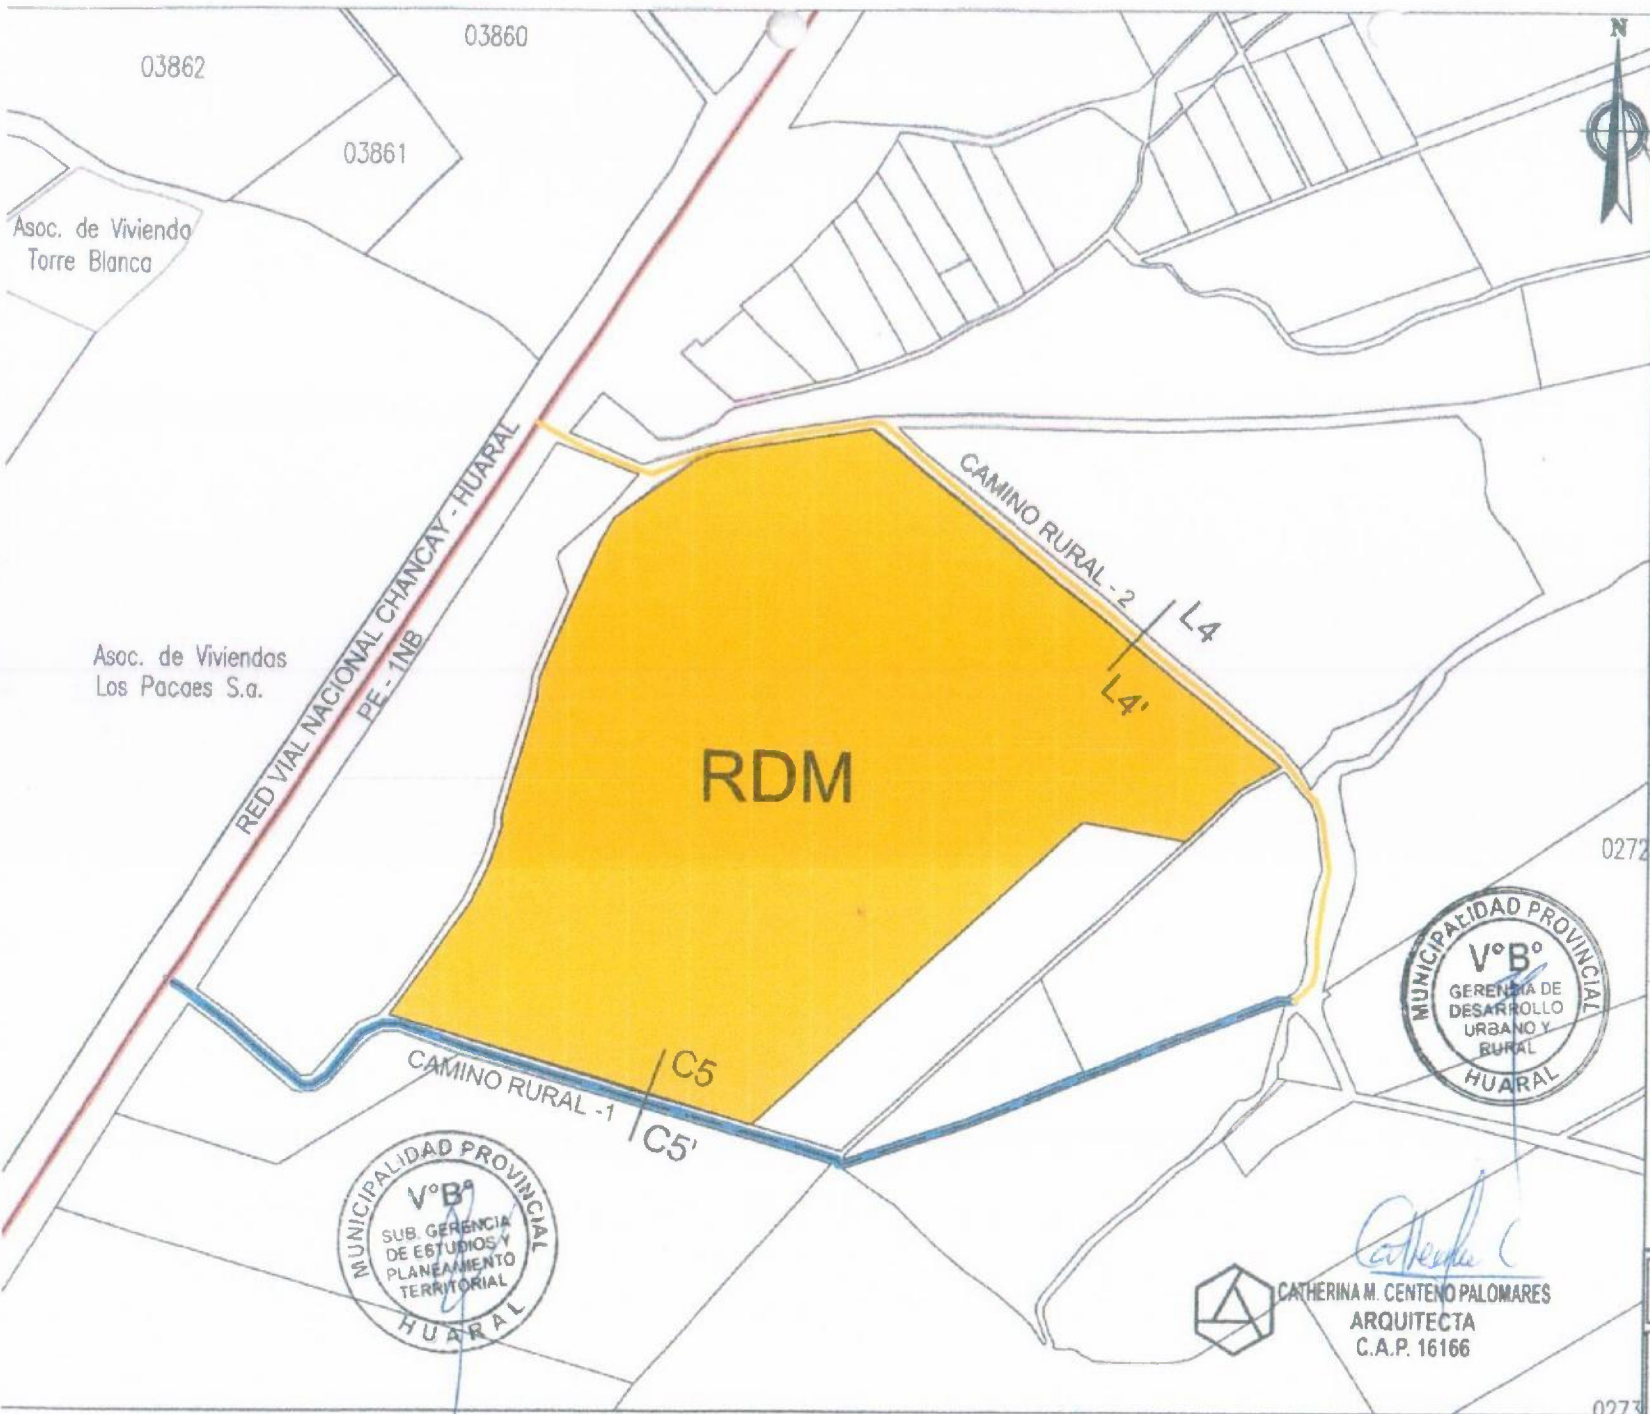 03862
03860
N
03861
Asoc. de Vivienda
Torre Blanca
RED VIAL NACIONAL CHANCAY - HUARAL
PE - 1NB
CAMINO RURAL - 2
L4
L4'
Asoc. de Viviendas
Los Pacaes S.a.
RDM
0272
MUNICIPALIDAD PROVINCIAL
V°B°
GERENCIA DE
DESARROLLO
URBANO Y
RURAL
HUARAL
CAMINO RURAL -1
C5
C5'
MUNICIPALIDAD PROVINCIAL
V°B°
SUB. GERENCIA
DE ESTUDIOS Y
PLANEAMIENTO
TERRITORIAL
HUARAL
CATHERINA M. CENTENO PALOMARES
ARQUITECTA
C.A.P. 16166
0273